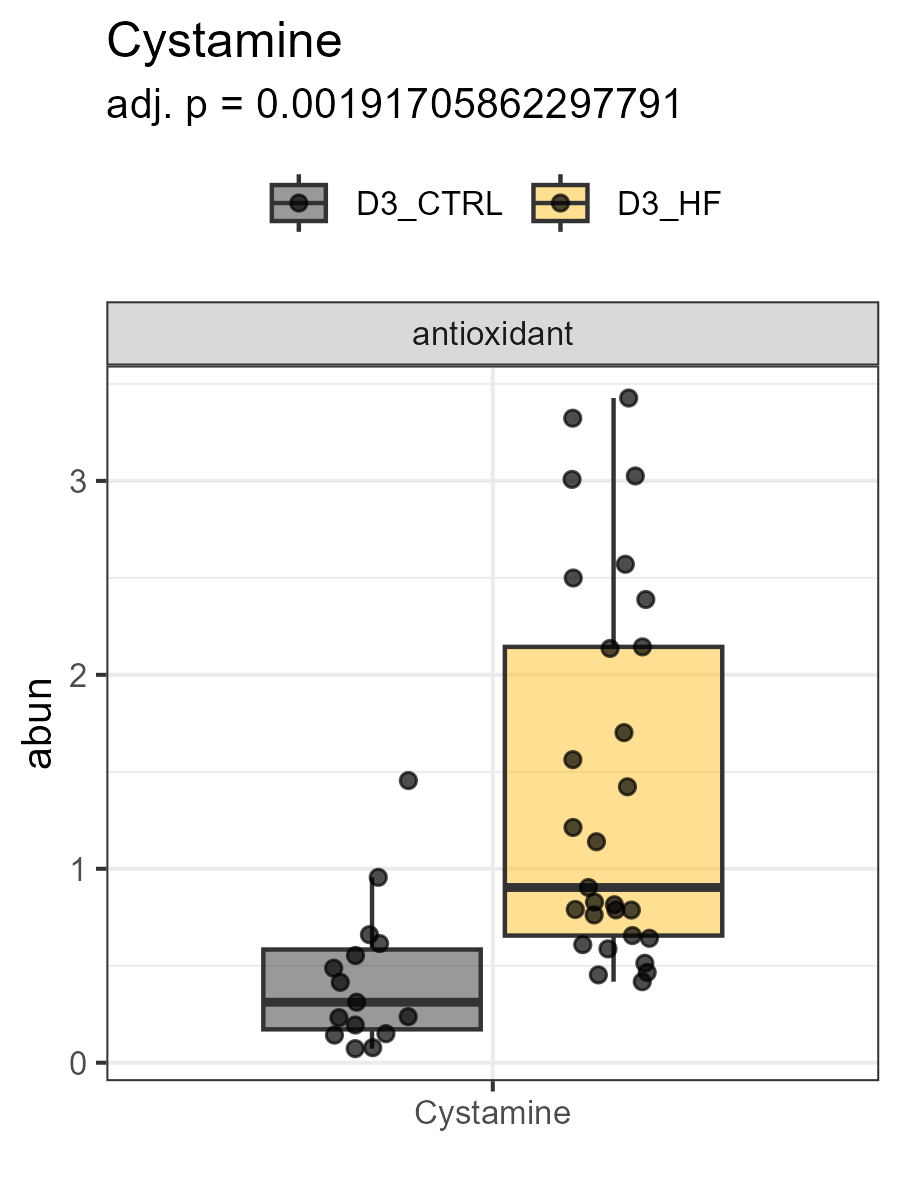 Cystamine
adj. p = 0.00191705862297791
D3_CTRL D3_HF
antioxidant
3
2
1
0
abun
Cystamine